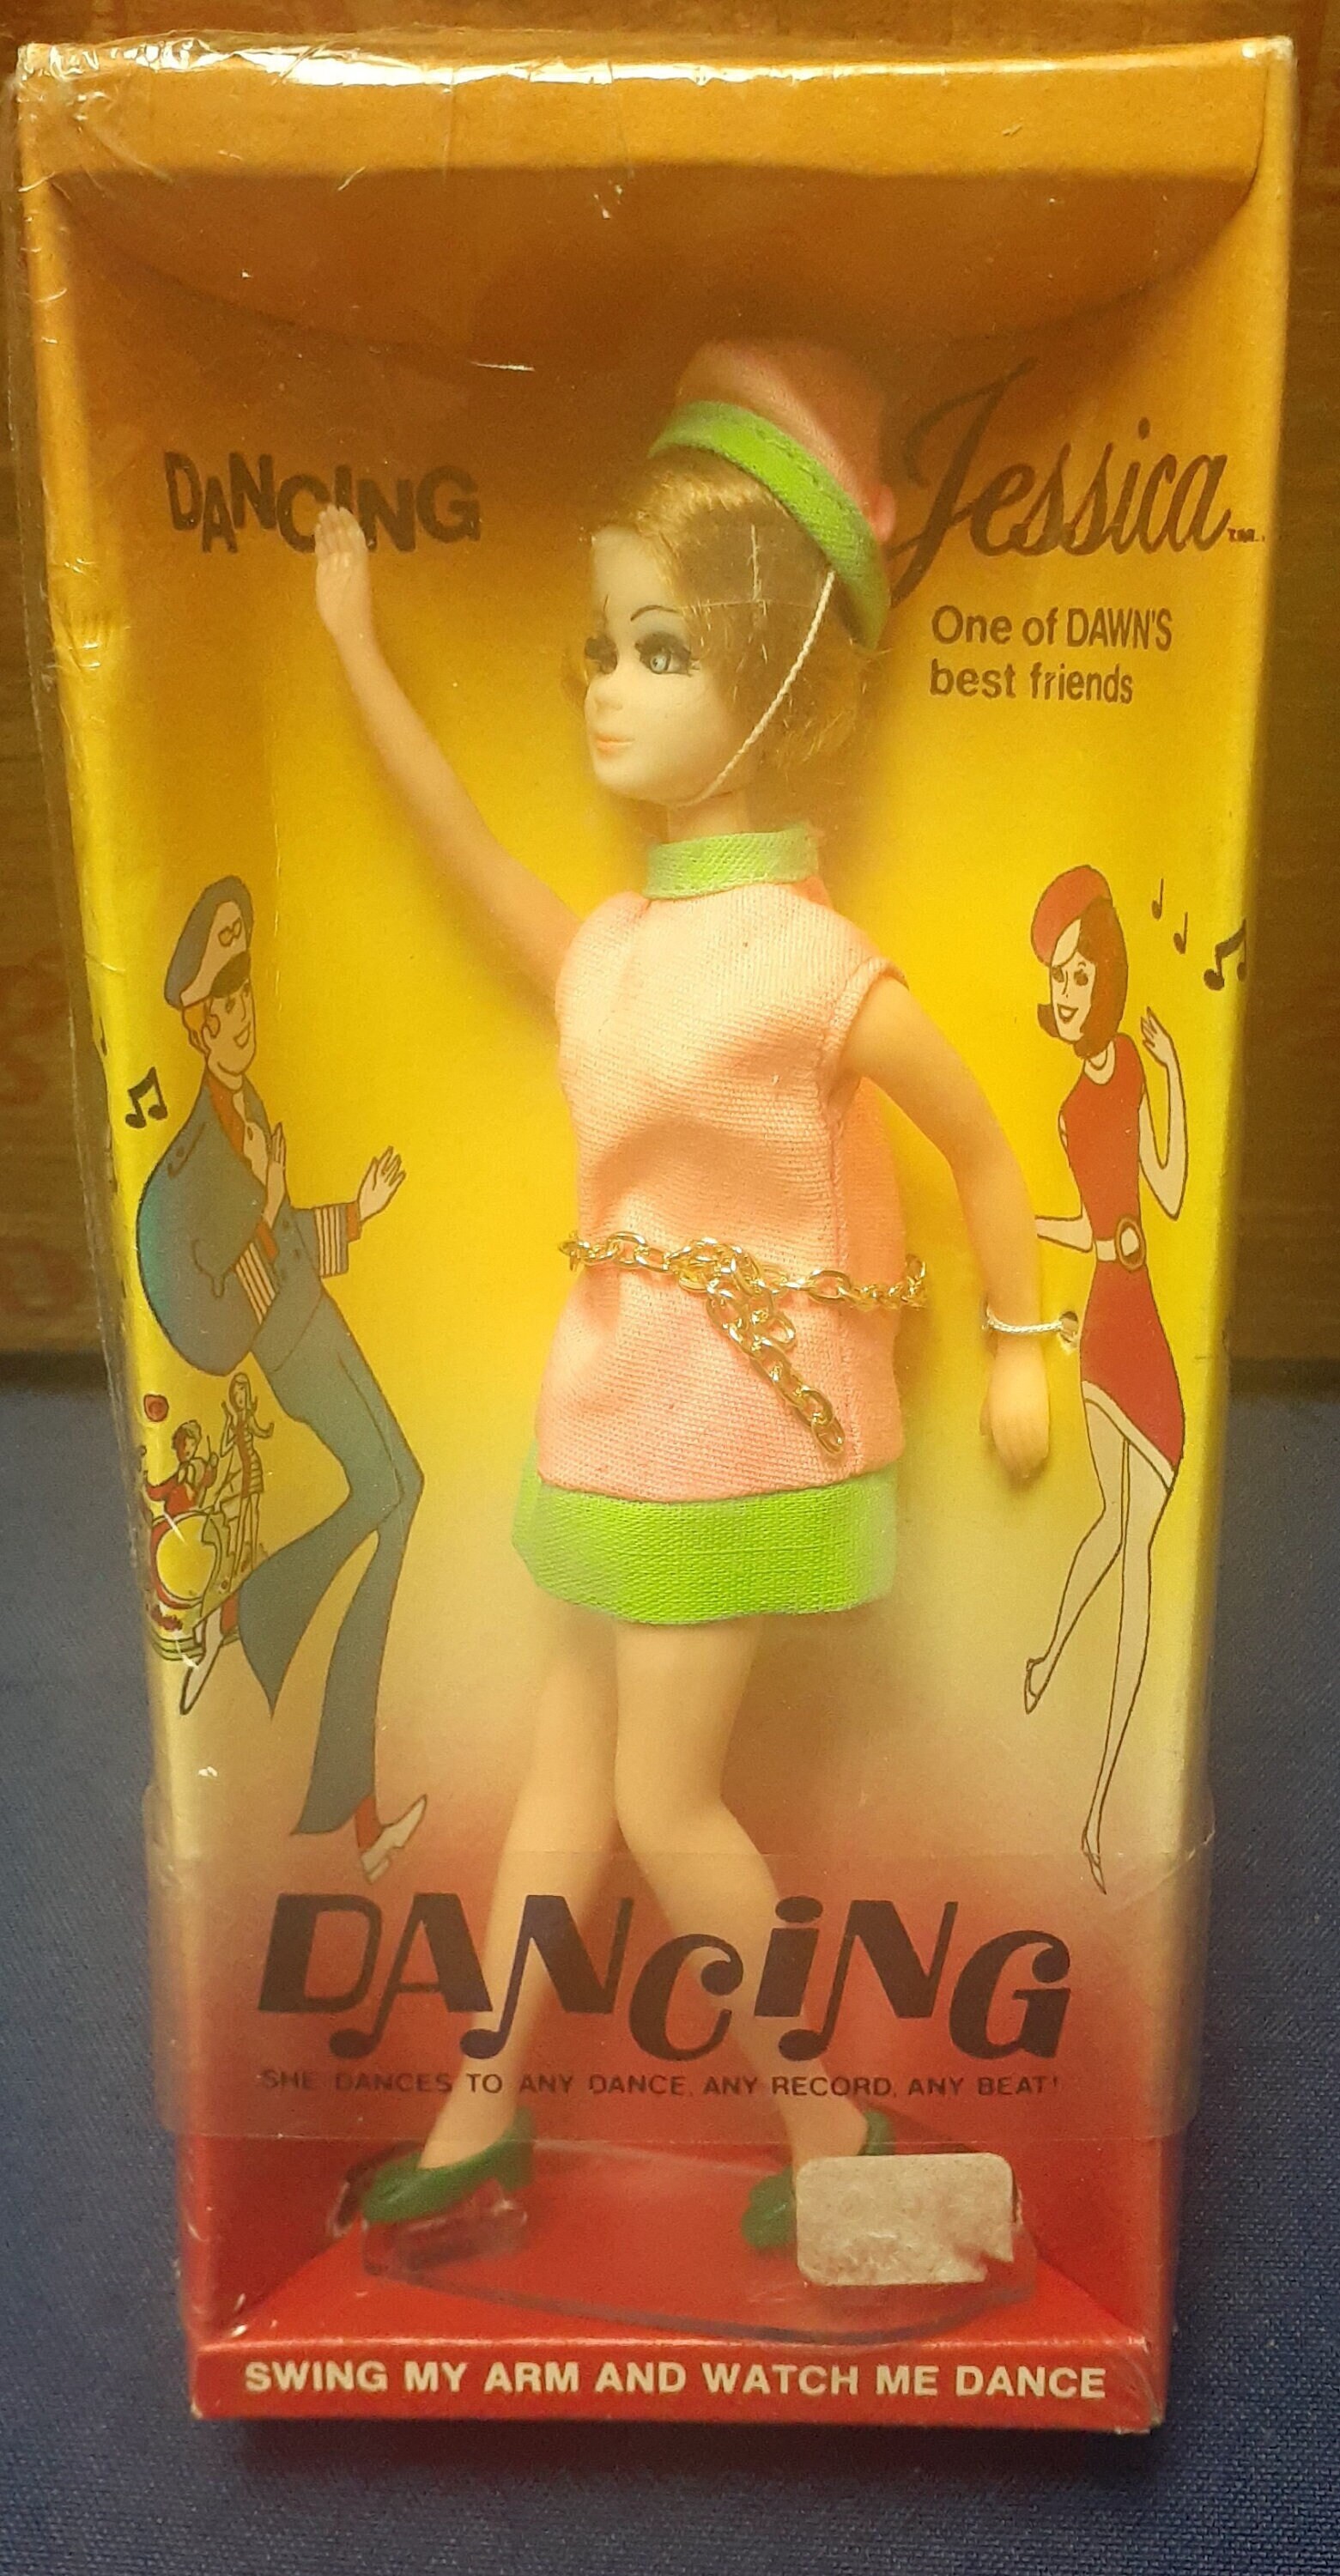 DANCING
Jessica T.M.
One of DAWN'S
best friends
DANCiNG
SHE DANCES TO ANY DANCE, ANY RECORD, ANY BEAT!
SWING MY ARM AND WATCH ME DANCE